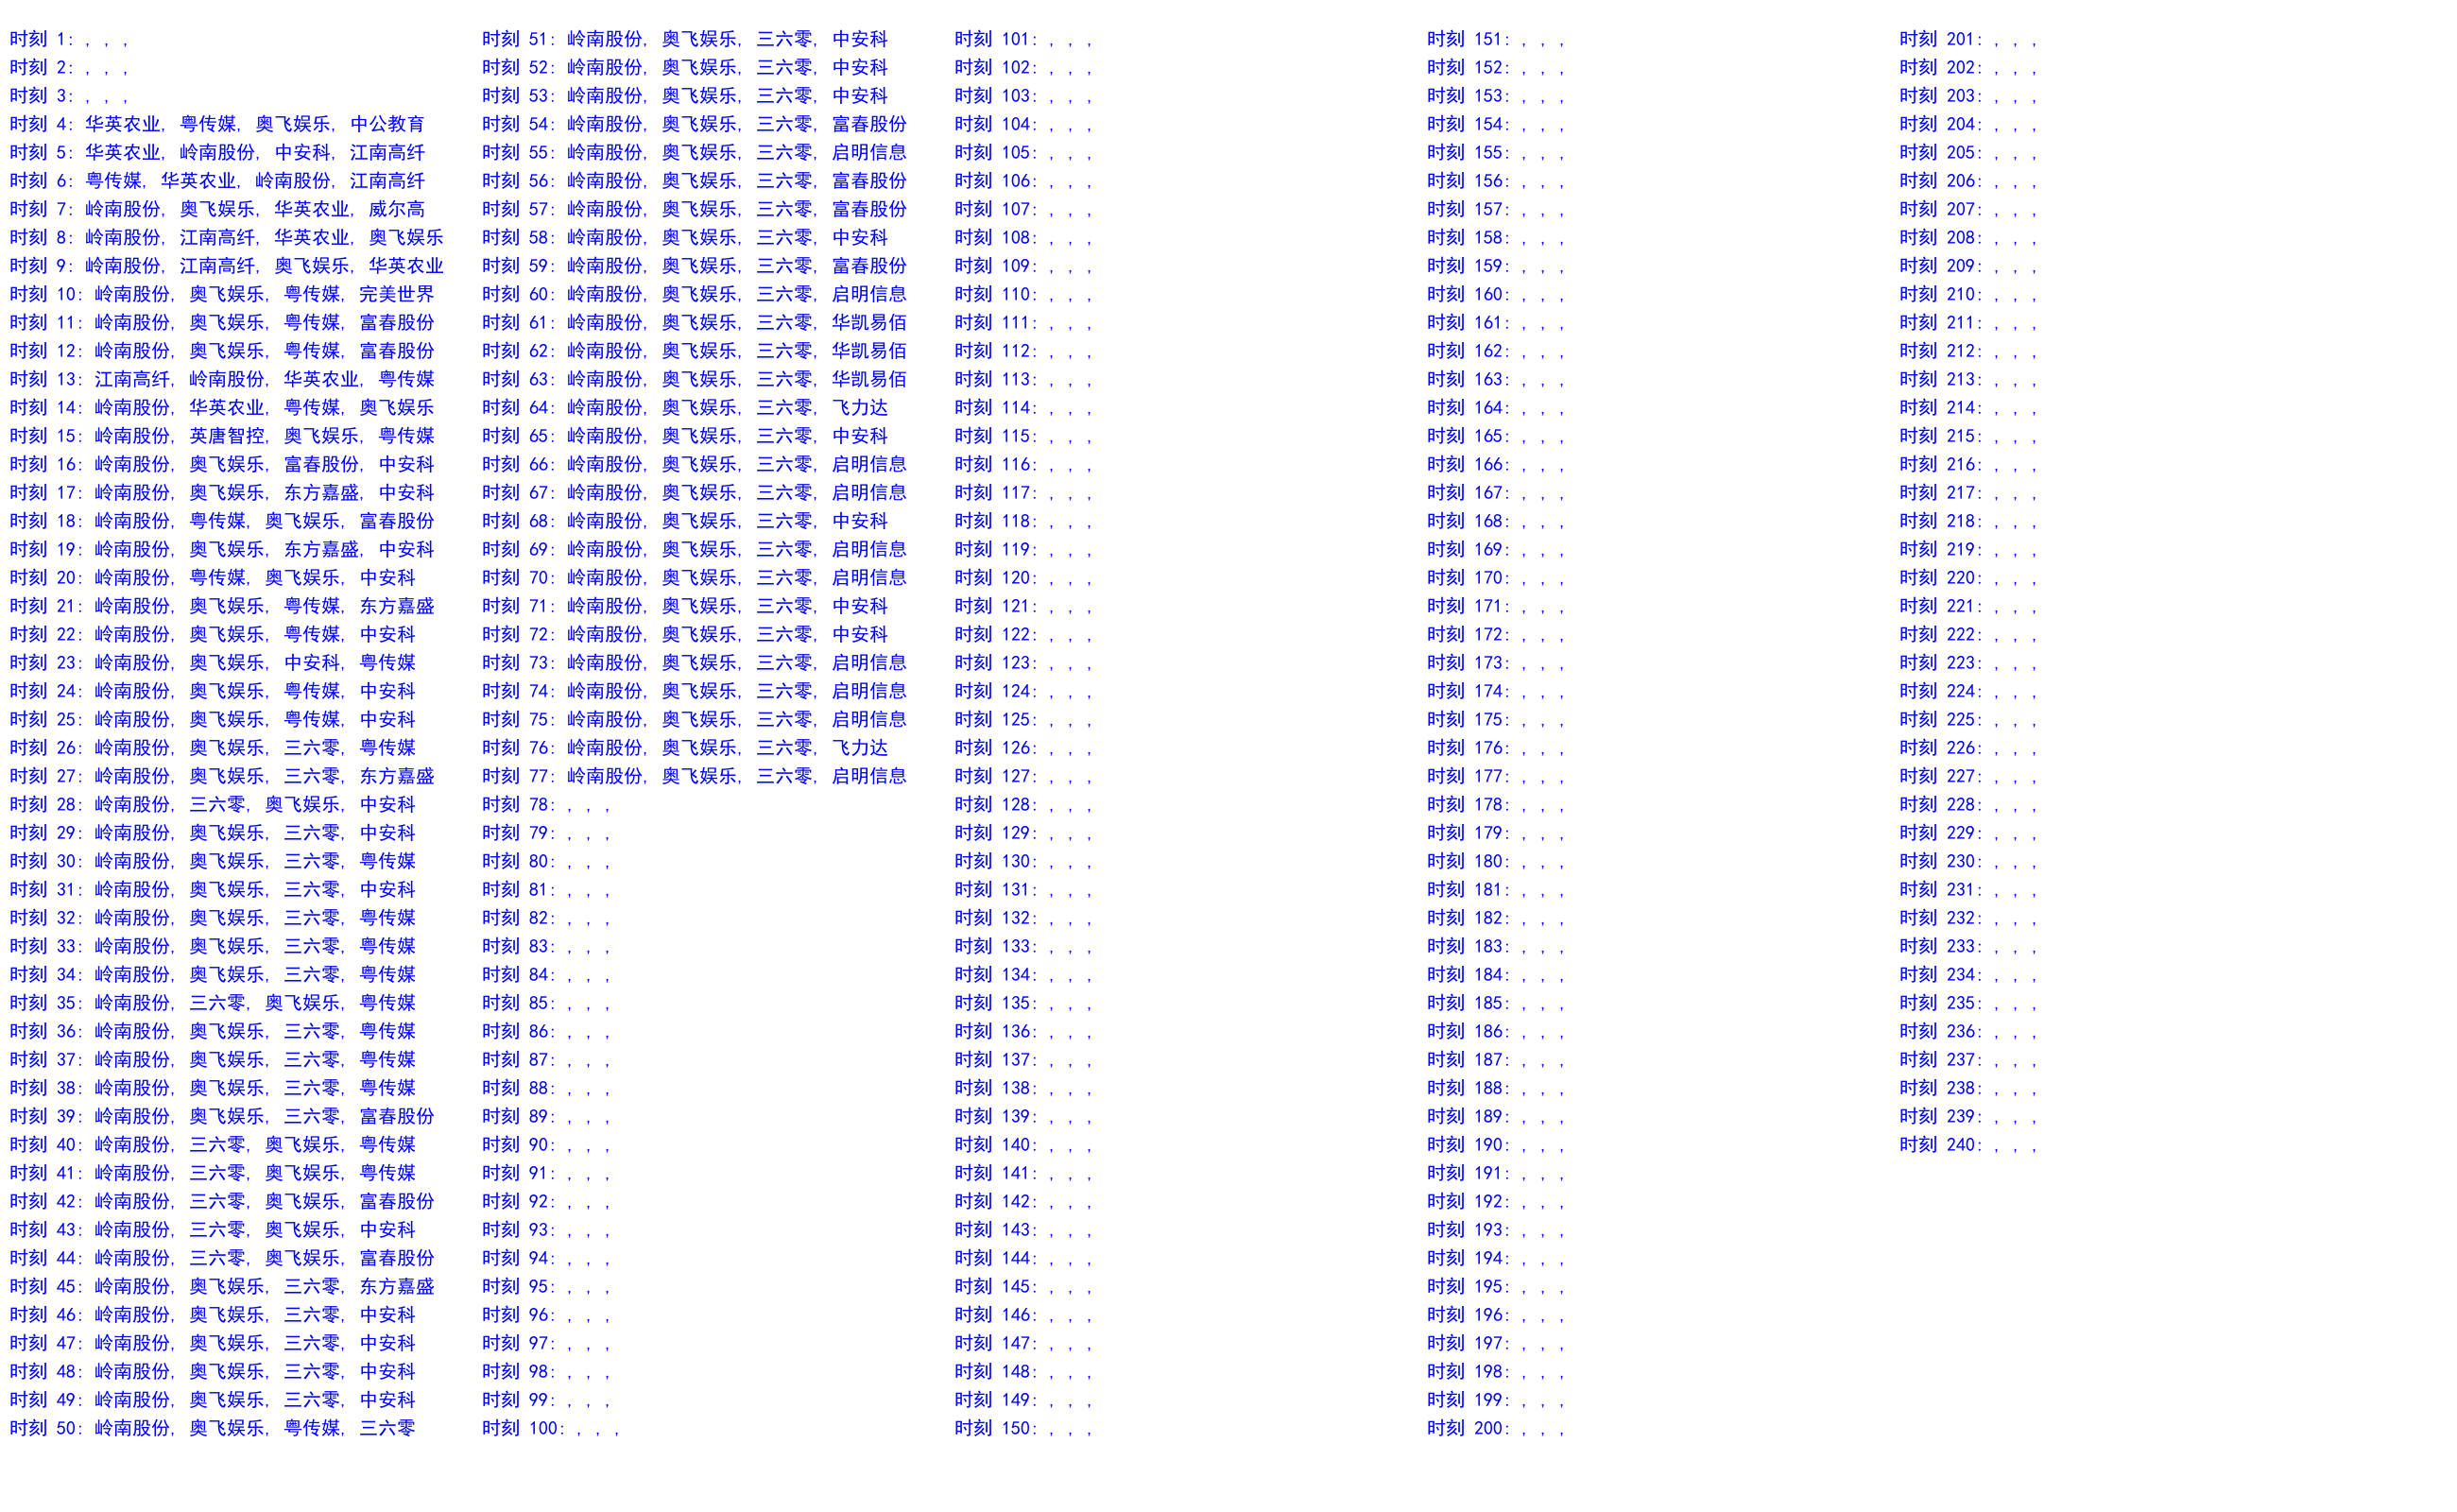 时刻 1: , , ,
时刻 2: , , ,
时刻 3: , , ,
时刻 4: 华英农业, 粤传媒, 奥飞娱乐, 中公教育
时刻 5: 华英农业, 岭南股份, 中安科, 江南高纤
时刻 6: 粤传媒, 华英农业, 岭南股份, 江南高纤
时刻 7: 岭南股份, 奥飞娱乐, 华英农业, 威尔高
时刻 8: 岭南股份, 江南高纤, 华英农业, 奥飞娱乐
时刻 9: 岭南股份, 江南高纤, 奥飞娱乐, 华英农业
时刻 10: 岭南股份, 奥飞娱乐, 粤传媒, 完美世界
时刻 11: 岭南股份, 奥飞娱乐, 粤传媒, 富春股份
时刻 12: 岭南股份, 奥飞娱乐, 粤传媒, 富春股份
时刻 13: 江南高纤, 岭南股份, 华英农业, 粤传媒
时刻 14: 岭南股份, 华英农业, 粤传媒, 奥飞娱乐
时刻 15: 岭南股份, 英唐智控, 奥飞娱乐, 粤传媒
时刻 16: 岭南股份, 奥飞娱乐, 富春股份, 中安科
时刻 17: 岭南股份, 奥飞娱乐, 东方嘉盛, 中安科
时刻 18: 岭南股份, 粤传媒, 奥飞娱乐, 富春股份
时刻 19: 岭南股份, 奥飞娱乐, 东方嘉盛, 中安科
时刻 20: 岭南股份, 粤传媒, 奥飞娱乐, 中安科
时刻 21: 岭南股份, 奥飞娱乐, 粤传媒, 东方嘉盛
时刻 22: 岭南股份, 奥飞娱乐, 粤传媒, 中安科
时刻 23: 岭南股份, 奥飞娱乐, 中安科, 粤传媒
时刻 24: 岭南股份, 奥飞娱乐, 粤传媒, 中安科
时刻 25: 岭南股份, 奥飞娱乐, 粤传媒, 中安科
时刻 26: 岭南股份, 奥飞娱乐, 三六零, 粤传媒
时刻 27: 岭南股份, 奥飞娱乐, 三六零, 东方嘉盛
时刻 28: 岭南股份, 三六零, 奥飞娱乐, 中安科
时刻 29: 岭南股份, 奥飞娱乐, 三六零, 中安科
时刻 30: 岭南股份, 奥飞娱乐, 三六零, 粤传媒
时刻 31: 岭南股份, 奥飞娱乐, 三六零, 中安科
时刻 32: 岭南股份, 奥飞娱乐, 三六零, 粤传媒
时刻 33: 岭南股份, 奥飞娱乐, 三六零, 粤传媒
时刻 34: 岭南股份, 奥飞娱乐, 三六零, 粤传媒
时刻 35: 岭南股份, 三六零, 奥飞娱乐, 粤传媒
时刻 36: 岭南股份, 奥飞娱乐, 三六零, 粤传媒
时刻 37: 岭南股份, 奥飞娱乐, 三六零, 粤传媒
时刻 38: 岭南股份, 奥飞娱乐, 三六零, 粤传媒
时刻 39: 岭南股份, 奥飞娱乐, 三六零, 富春股份
时刻 40: 岭南股份, 三六零, 奥飞娱乐, 粤传媒
时刻 41: 岭南股份, 三六零, 奥飞娱乐, 粤传媒
时刻 42: 岭南股份, 三六零, 奥飞娱乐, 富春股份
时刻 43: 岭南股份, 三六零, 奥飞娱乐, 中安科
时刻 44: 岭南股份, 三六零, 奥飞娱乐, 富春股份
时刻 45: 岭南股份, 奥飞娱乐, 三六零, 东方嘉盛
时刻 46: 岭南股份, 奥飞娱乐, 三六零, 中安科
时刻 47: 岭南股份, 奥飞娱乐, 三六零, 中安科
时刻 48: 岭南股份, 奥飞娱乐, 三六零, 中安科
时刻 49: 岭南股份, 奥飞娱乐, 三六零, 中安科
时刻 50: 岭南股份, 奥飞娱乐, 粤传媒, 三六零
时刻 51: 岭南股份, 奥飞娱乐, 三六零, 中安科
时刻 52: 岭南股份, 奥飞娱乐, 三六零, 中安科
时刻 53: 岭南股份, 奥飞娱乐, 三六零, 中安科
时刻 54: 岭南股份, 奥飞娱乐, 三六零, 富春股份
时刻 55: 岭南股份, 奥飞娱乐, 三六零, 启明信息
时刻 56: 岭南股份, 奥飞娱乐, 三六零, 富春股份
时刻 57: 岭南股份, 奥飞娱乐, 三六零, 富春股份
时刻 58: 岭南股份, 奥飞娱乐, 三六零, 中安科
时刻 59: 岭南股份, 奥飞娱乐, 三六零, 富春股份
时刻 60: 岭南股份, 奥飞娱乐, 三六零, 启明信息
时刻 61: 岭南股份, 奥飞娱乐, 三六零, 华凯易佰
时刻 62: 岭南股份, 奥飞娱乐, 三六零, 华凯易佰
时刻 63: 岭南股份, 奥飞娱乐, 三六零, 华凯易佰
时刻 64: 岭南股份, 奥飞娱乐, 三六零, 飞力达
时刻 65: 岭南股份, 奥飞娱乐, 三六零, 中安科
时刻 66: 岭南股份, 奥飞娱乐, 三六零, 启明信息
时刻 67: 岭南股份, 奥飞娱乐, 三六零, 启明信息
时刻 68: 岭南股份, 奥飞娱乐, 三六零, 中安科
时刻 69: 岭南股份, 奥飞娱乐, 三六零, 启明信息
时刻 70: 岭南股份, 奥飞娱乐, 三六零, 启明信息
时刻 71: 岭南股份, 奥飞娱乐, 三六零, 中安科
时刻 72: 岭南股份, 奥飞娱乐, 三六零, 中安科
时刻 73: 岭南股份, 奥飞娱乐, 三六零, 启明信息
时刻 74: 岭南股份, 奥飞娱乐, 三六零, 启明信息
时刻 75: 岭南股份, 奥飞娱乐, 三六零, 启明信息
时刻 76: 岭南股份, 奥飞娱乐, 三六零, 飞力达
时刻 77: 岭南股份, 奥飞娱乐, 三六零, 启明信息
时刻 78: , , ,
时刻 79: , , ,
时刻 80: , , ,
时刻 81: , , ,
时刻 82: , , ,
时刻 83: , , ,
时刻 84: , , ,
时刻 85: , , ,
时刻 86: , , ,
时刻 87: , , ,
时刻 88: , , ,
时刻 89: , , ,
时刻 90: , , ,
时刻 91: , , ,
时刻 92: , , ,
时刻 93: , , ,
时刻 94: , , ,
时刻 95: , , ,
时刻 96: , , ,
时刻 97: , , ,
时刻 98: , , ,
时刻 99: , , ,
时刻 100: , , ,
时刻 101: , , ,
时刻 102: , , ,
时刻 103: , , ,
时刻 104: , , ,
时刻 105: , , ,
时刻 106: , , ,
时刻 107: , , ,
时刻 108: , , ,
时刻 109: , , ,
时刻 110: , , ,
时刻 111: , , ,
时刻 112: , , ,
时刻 113: , , ,
时刻 114: , , ,
时刻 115: , , ,
时刻 116: , , ,
时刻 117: , , ,
时刻 118: , , ,
时刻 119: , , ,
时刻 120: , , ,
时刻 121: , , ,
时刻 122: , , ,
时刻 123: , , ,
时刻 124: , , ,
时刻 125: , , ,
时刻 126: , , ,
时刻 127: , , ,
时刻 128: , , ,
时刻 129: , , ,
时刻 130: , , ,
时刻 131: , , ,
时刻 132: , , ,
时刻 133: , , ,
时刻 134: , , ,
时刻 135: , , ,
时刻 136: , , ,
时刻 137: , , ,
时刻 138: , , ,
时刻 139: , , ,
时刻 140: , , ,
时刻 141: , , ,
时刻 142: , , ,
时刻 143: , , ,
时刻 144: , , ,
时刻 145: , , ,
时刻 146: , , ,
时刻 147: , , ,
时刻 148: , , ,
时刻 149: , , ,
时刻 150: , , ,
时刻 151: , , ,
时刻 152: , , ,
时刻 153: , , ,
时刻 154: , , ,
时刻 155: , , ,
时刻 156: , , ,
时刻 157: , , ,
时刻 158: , , ,
时刻 159: , , ,
时刻 160: , , ,
时刻 161: , , ,
时刻 162: , , ,
时刻 163: , , ,
时刻 164: , , ,
时刻 165: , , ,
时刻 166: , , ,
时刻 167: , , ,
时刻 168: , , ,
时刻 169: , , ,
时刻 170: , , ,
时刻 171: , , ,
时刻 172: , , ,
时刻 173: , , ,
时刻 174: , , ,
时刻 175: , , ,
时刻 176: , , ,
时刻 177: , , ,
时刻 178: , , ,
时刻 179: , , ,
时刻 180: , , ,
时刻 181: , , ,
时刻 182: , , ,
时刻 183: , , ,
时刻 184: , , ,
时刻 185: , , ,
时刻 186: , , ,
时刻 187: , , ,
时刻 188: , , ,
时刻 189: , , ,
时刻 190: , , ,
时刻 191: , , ,
时刻 192: , , ,
时刻 193: , , ,
时刻 194: , , ,
时刻 195: , , ,
时刻 196: , , ,
时刻 197: , , ,
时刻 198: , , ,
时刻 199: , , ,
时刻 200: , , ,
时刻 201: , , ,
时刻 202: , , ,
时刻 203: , , ,
时刻 204: , , ,
时刻 205: , , ,
时刻 206: , , ,
时刻 207: , , ,
时刻 208: , , ,
时刻 209: , , ,
时刻 210: , , ,
时刻 211: , , ,
时刻 212: , , ,
时刻 213: , , ,
时刻 214: , , ,
时刻 215: , , ,
时刻 216: , , ,
时刻 217: , , ,
时刻 218: , , ,
时刻 219: , , ,
时刻 220: , , ,
时刻 221: , , ,
时刻 222: , , ,
时刻 223: , , ,
时刻 224: , , ,
时刻 225: , , ,
时刻 226: , , ,
时刻 227: , , ,
时刻 228: , , ,
时刻 229: , , ,
时刻 230: , , ,
时刻 231: , , ,
时刻 232: , , ,
时刻 233: , , ,
时刻 234: , , ,
时刻 235: , , ,
时刻 236: , , ,
时刻 237: , , ,
时刻 238: , , ,
时刻 239: , , ,
时刻 240: , , ,